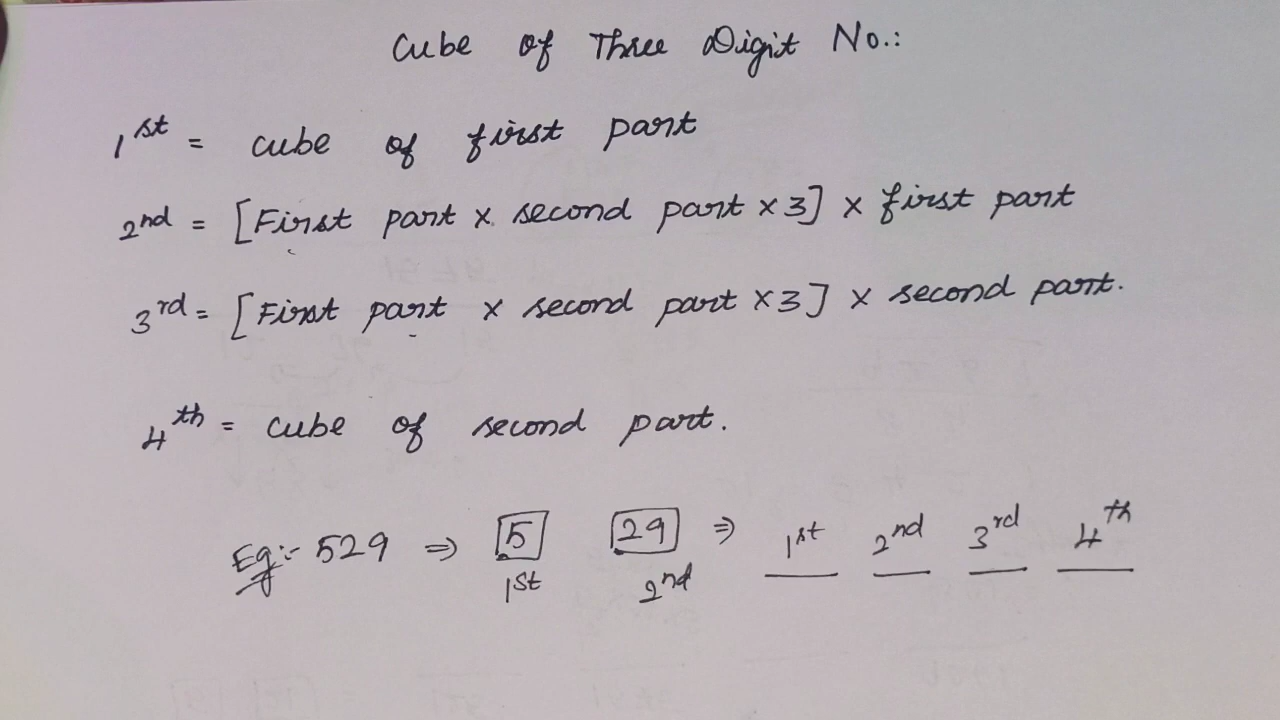 Cube of Three Digit No.:
1st = cube of first part
2nd = [First part x second part x 3] x first part
3rd = [First part x second part x 3] x second part.
4th = cube of second part.
Eg:- 529 ⇒ 5 29 ⇒ 1st 2nd 3rd 4th
1st 2nd